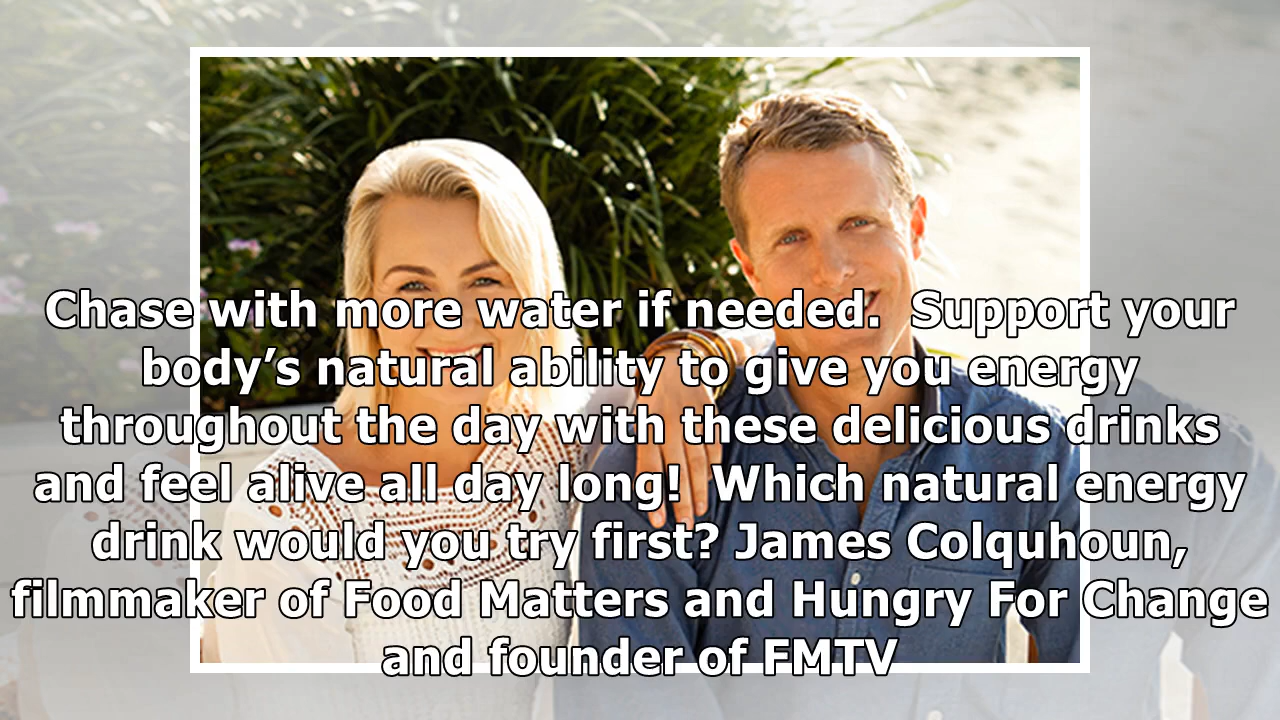 Chase with more water if needed.  Support your
body’s natural ability to give you energy
throughout the day with these delicious drinks
and feel alive all day long!  Which natural energy
drink would you try first? James Colquhoun,
filmmaker of Food Matters and Hungry For Change
and founder of FMTV